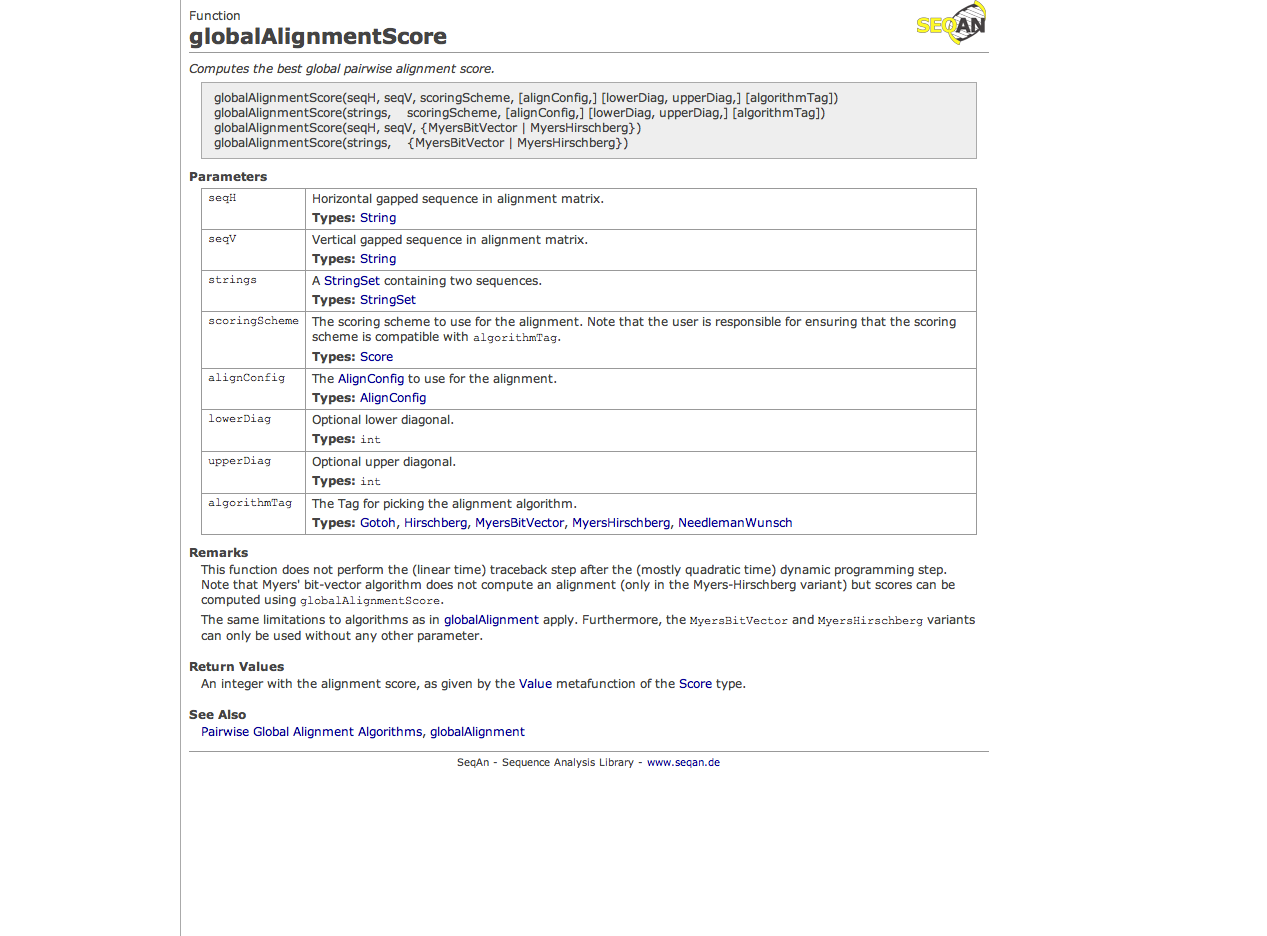 Function
SEQAN
globalAlignmentScore
Computes the best global pairwise alignment score.
globalAlignmentScore(seqH, seqV, scoringScheme, [alignConfig,] [lowerDiag, upperDiag,] [algorithmTag])
globalAlignmentScore(strings,    scoringScheme, [alignConfig,] [lowerDiag, upperDiag,] [algorithmTag])
globalAlignmentScore(seqH, seqV, {MyersBitVector | MyersHirschberg})
globalAlignmentScore(strings,    {MyersBitVector | MyersHirschberg})
Parameters
seqH Horizontal gapped sequence in alignment matrix.
Types: String
seqV Vertical gapped sequence in alignment matrix.
Types: String
strings A StringSet containing two sequences.
Types: StringSet
scoringScheme The scoring scheme to use for the alignment. Note that the user is responsible for ensuring that the scoring
scheme is compatible with algorithmTag.
Types: Score
alignConfig The AlignConfig to use for the alignment.
Types: AlignConfig
lowerDiag Optional lower diagonal.
Types: int
upperDiag Optional upper diagonal.
Types: int
algorithmTag The Tag for picking the alignment algorithm.
Types: Gotoh, Hirschberg, MyersBitVector, MyersHirschberg, NeedlemanWunsch
Remarks
This function does not perform the (linear time) traceback step after the (mostly quadratic time) dynamic programming step.
Note that Myers' bit-vector algorithm does not compute an alignment (only in the Myers-Hirschberg variant) but scores can be
computed using globalAlignmentScore.
The same limitations to algorithms as in globalAlignment apply. Furthermore, the MyersBitVector and MyersHirschberg variants
can only be used without any other parameter.
Return Values
An integer with the alignment score, as given by the Value metafunction of the Score type.
See Also
Pairwise Global Alignment Algorithms, globalAlignment
SeqAn - Sequence Analysis Library - www.seqan.de